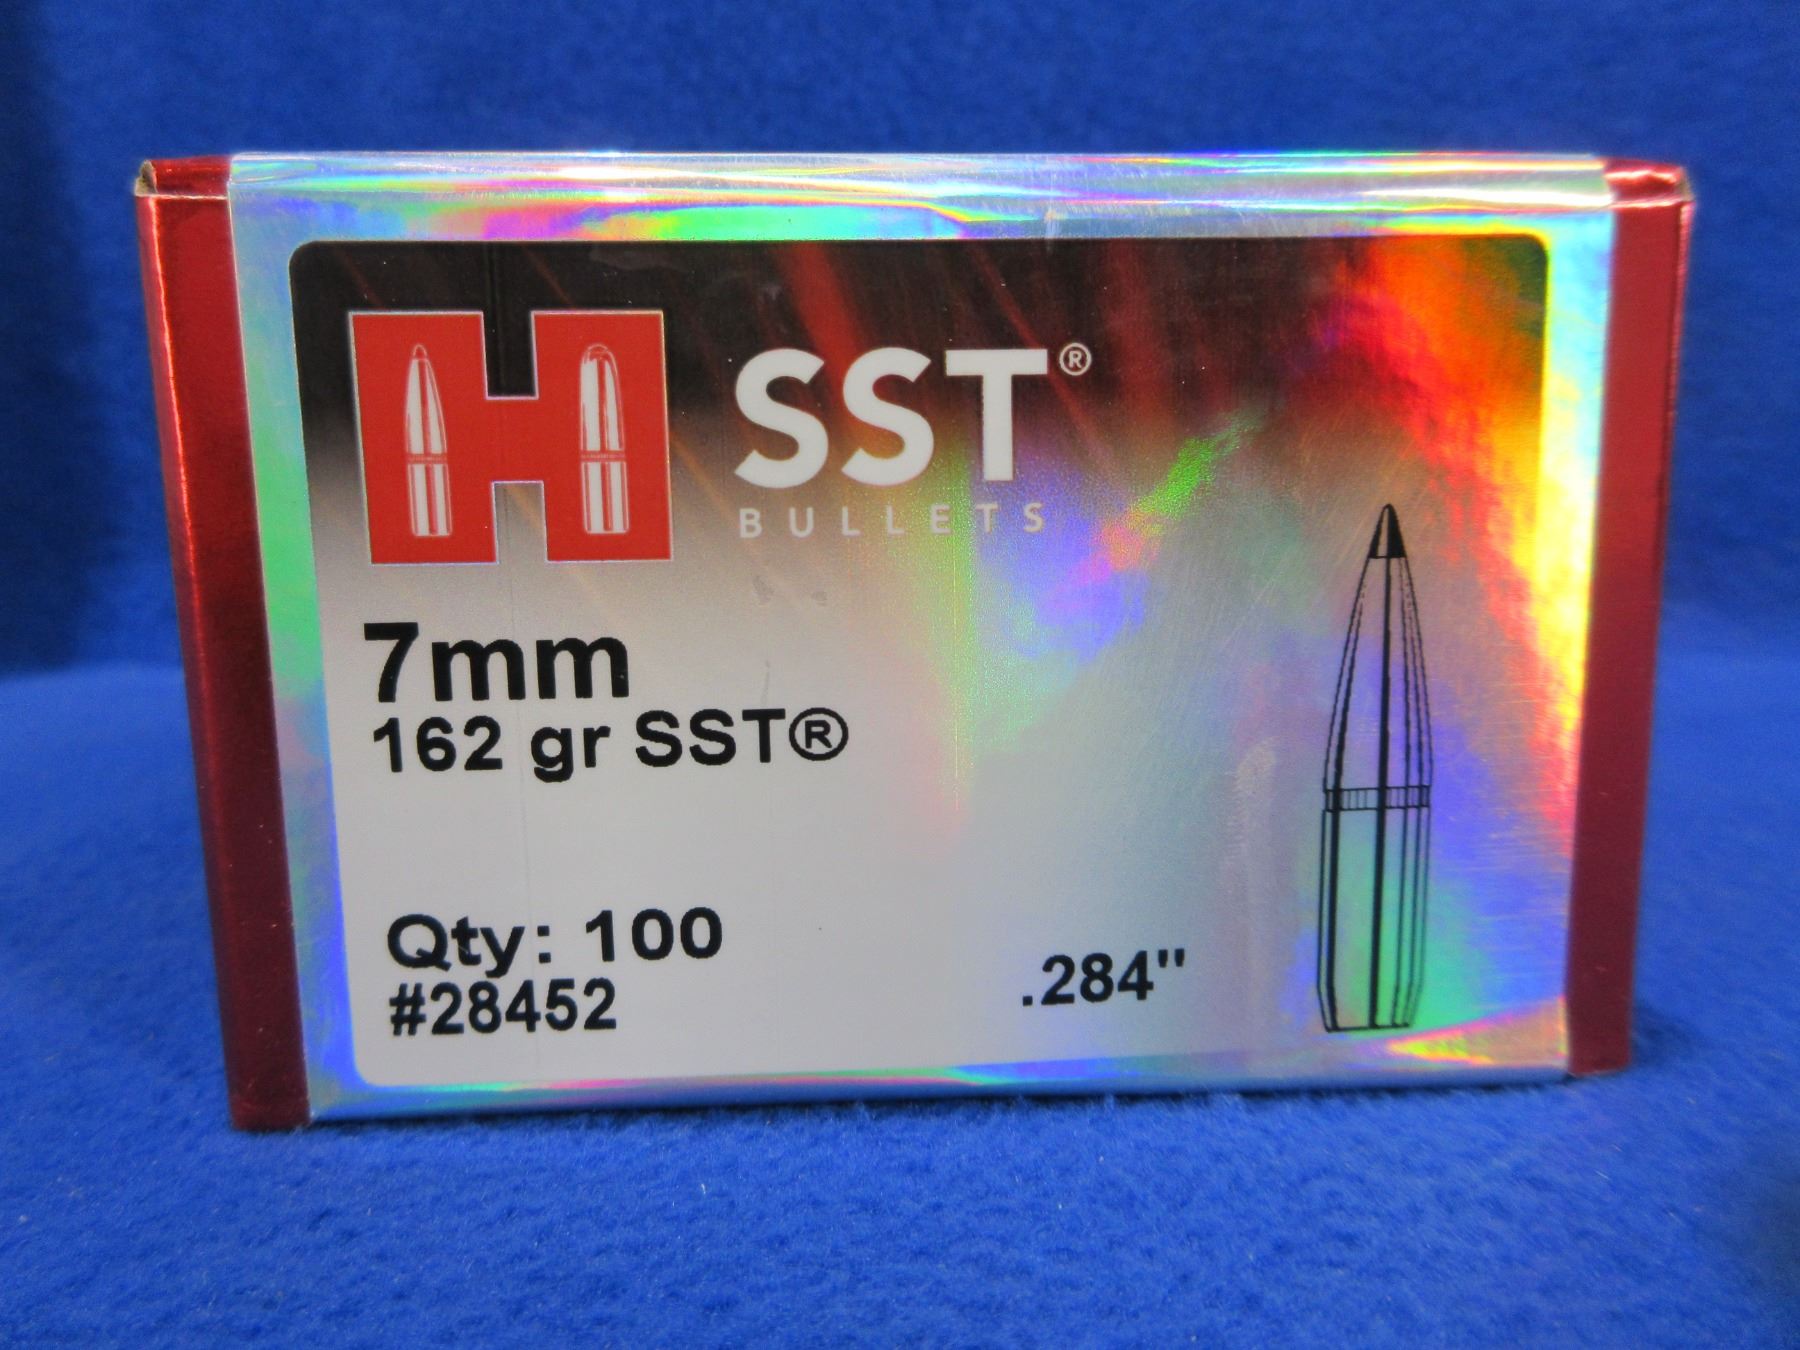 H SST®
BULLETS
7mm
162 gr SST®
Qty: 100
#28452
.284"